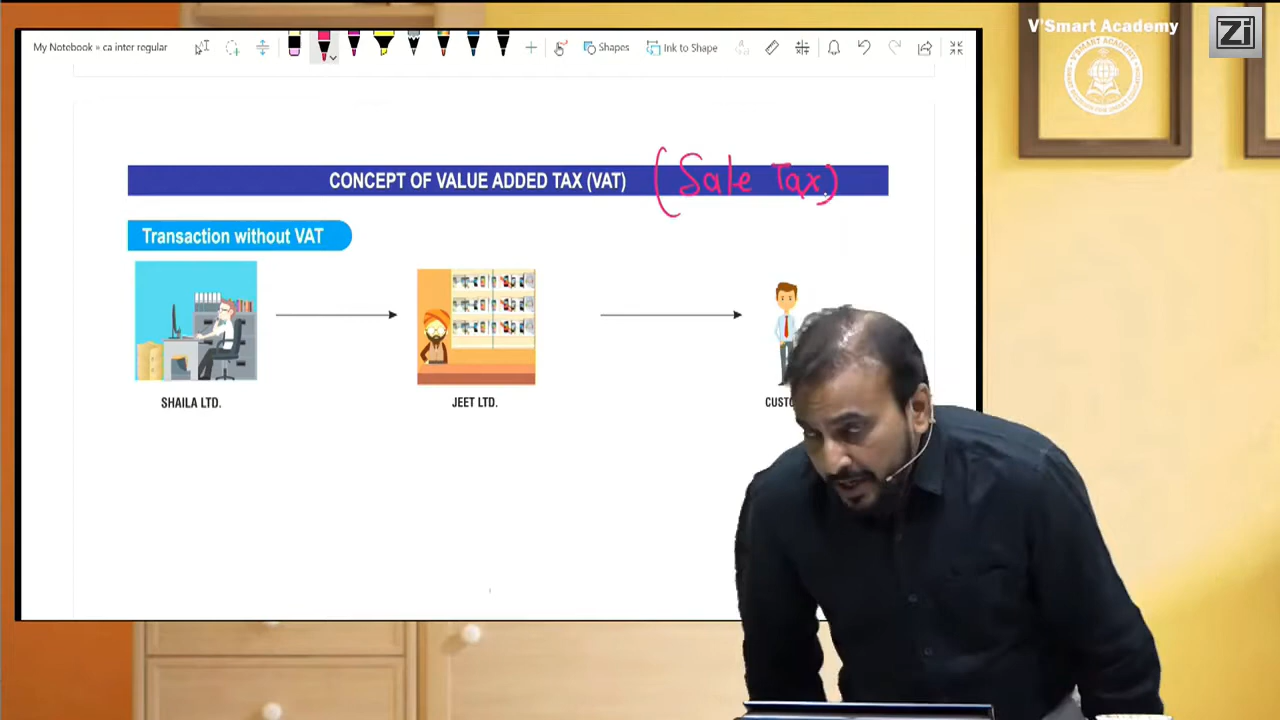 V'Smart Academy
My Notebook » ca inter regular
Shapes
Ink to Shape
CONCEPT OF VALUE ADDED TAX (VAT) (Sale Tax)
Transaction without VAT
SHAILA LTD.
JEET LTD.
Zi